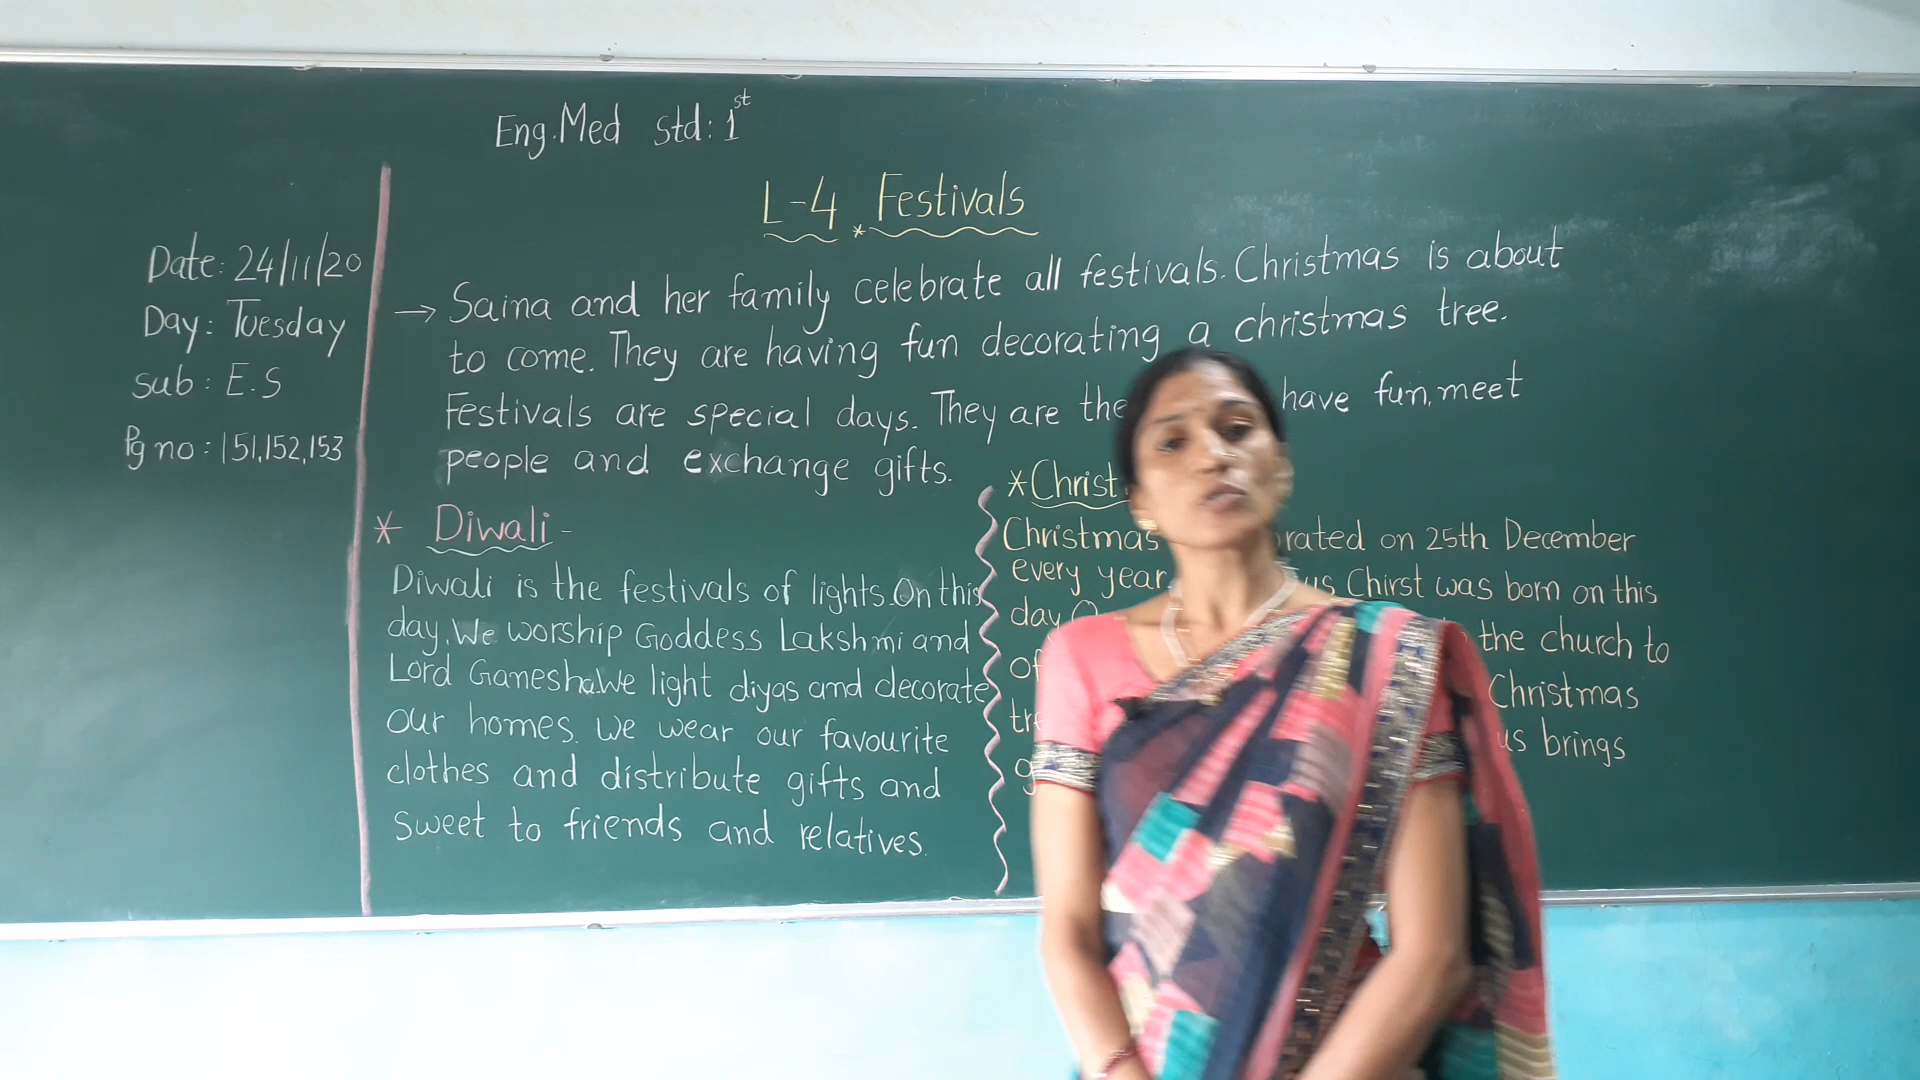 Eng.Med std: 1st
L-4 * Festivals
Date: 24/11/20
Day: Tuesday
Sub: E.S
Pg no: 151,152,153
→ Saina and her family celebrate all festivals. Christmas is about
to come. They are having fun decorating a christmas tree.
Festivals are special days. They are the have fun, meet
people and exchange gifts.
* Diwali -
Diwali is the festivals of lights. On this
day, We worship Goddess Lakshmi and
Lord Ganesha. We light diyas and decorate
our homes. We wear our favourite
clothes and distribute gifts and
sweet to friends and relatives.
* Christ
Christmas rated on 25th December
every year. us Chirst was born on this
day the church to
of Christmas
tre us brings
g